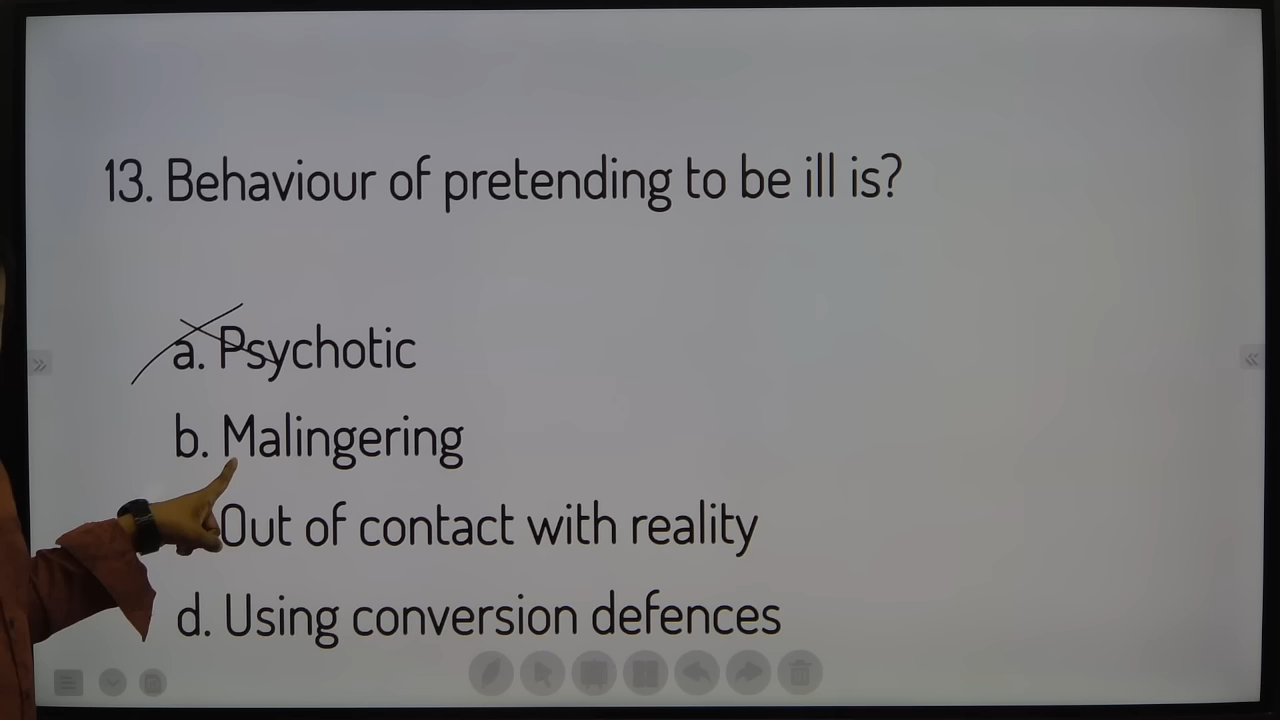 13. Behaviour of pretending to be ill is?
a. Psychotic
b. Malingering
Out of contact with reality
d. Using conversion defences